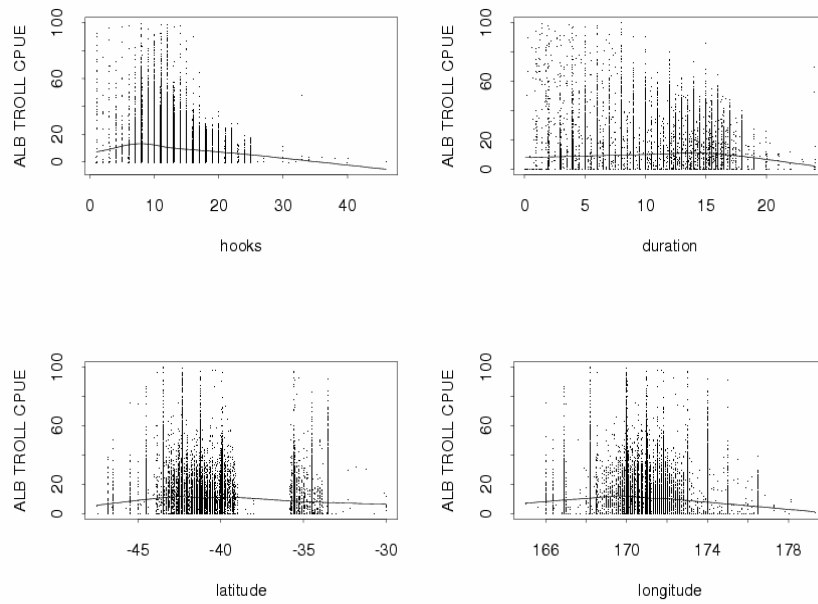 ALB TROLL CPUE
100
60
20
0
0 10 20 30 40
hooks
ALB TROLL CPUE
100
60
20
0
0 5 10 15 20
duration
ALB TROLL CPUE
100
60
20
0
-45 -40 -35 -30
latitude
ALB TROLL CPUE
100
60
20
0
166 170 174 178
longitude